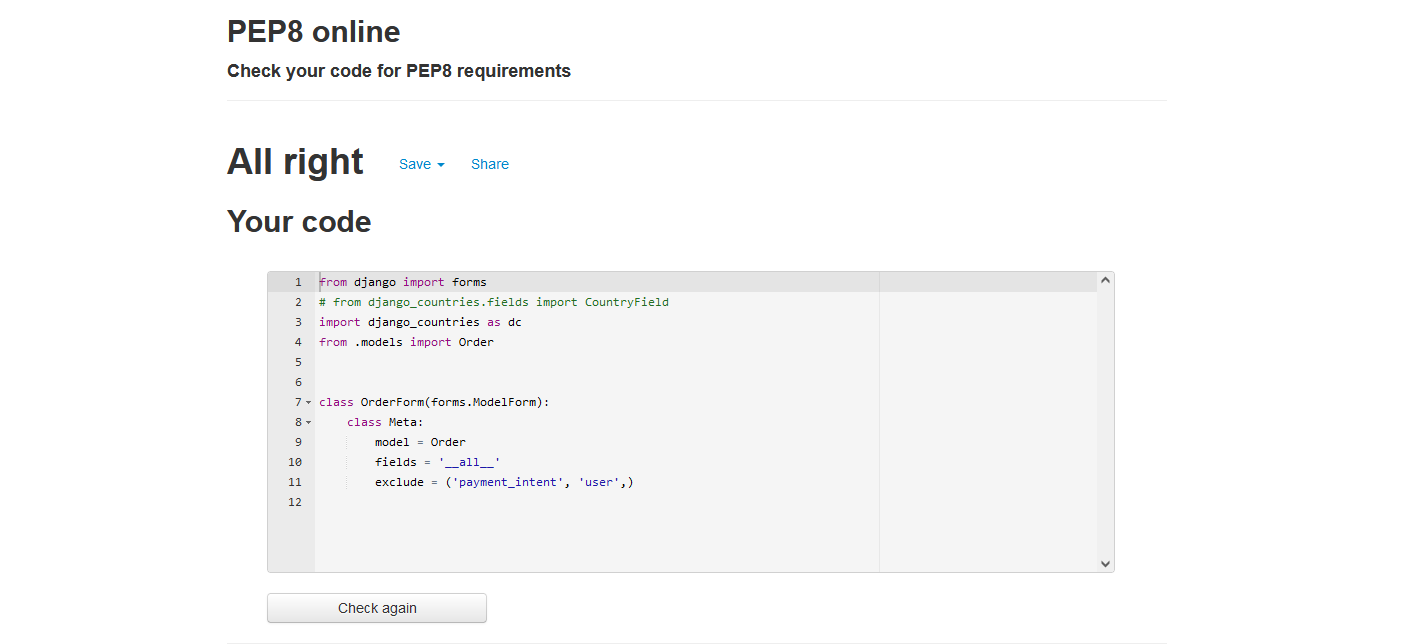 PEP8 online
Check your code for PEP8 requirements
All right Save Share
Your code
1 from django import forms
2 # from django_countries.fields import CountryField
3 import django_countries as dc
4 from .models import Order
5
6
7 class OrderForm(forms.ModelForm):
8     class Meta:
9         model = Order
10         fields = '__all__'
11         exclude = ('payment_intent', 'user',)
12
Check again